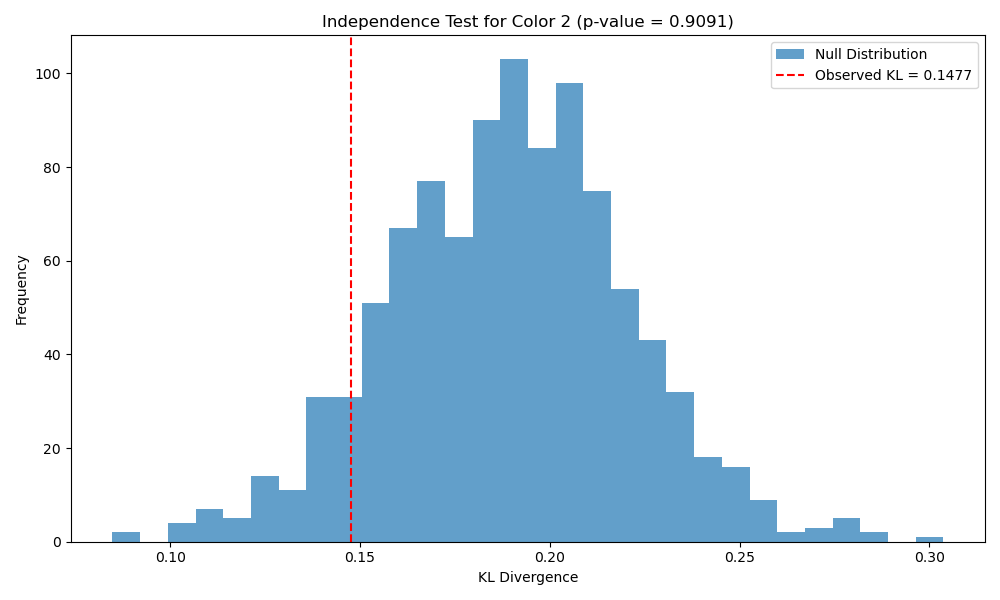 Independence Test for Color 2 (p-value = 0.9091)
Null Distribution
Observed KL = 0.1477
Frequency
100
80
60
40
20
0
0.10 0.15 0.20 0.25 0.30
KL Divergence